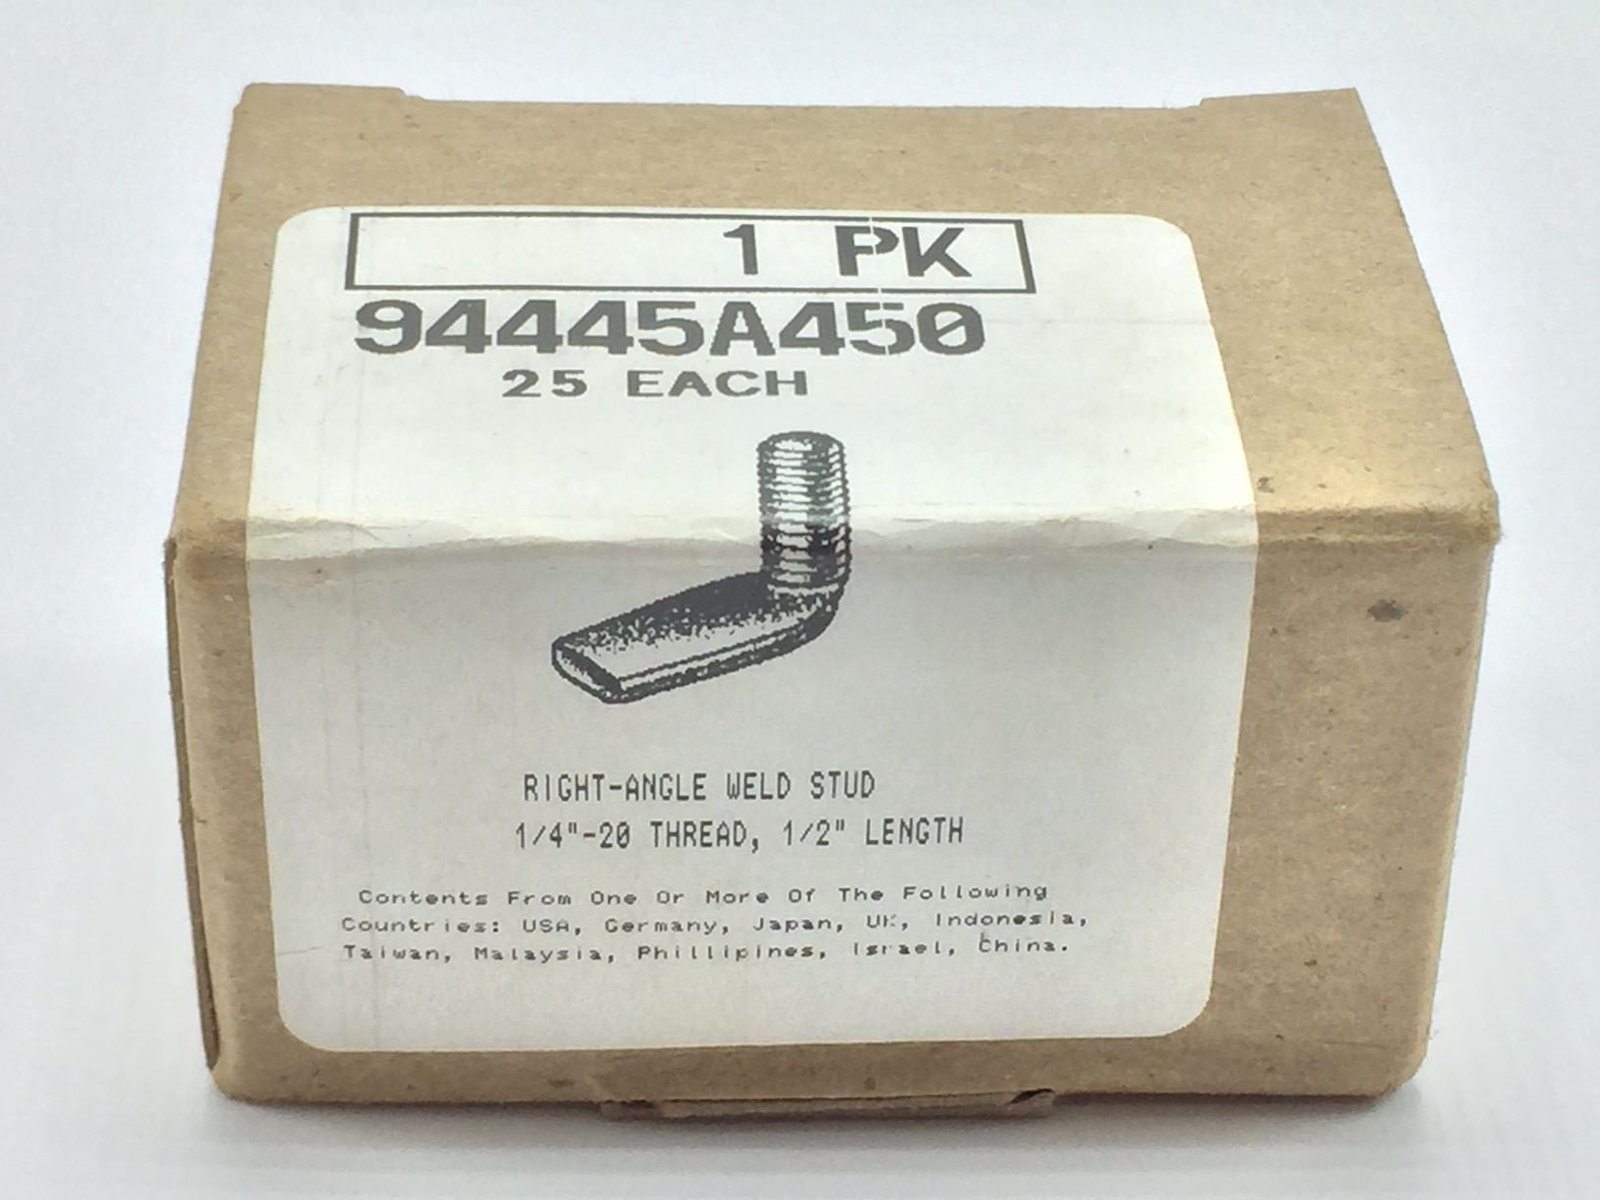 1 PK
94445A450
25 EACH
RIGHT-ANGLE WELD STUD
1/4"-20 THREAD, 1/2" LENGTH
Contents From One Or More Of The Following
Countries: USA, Germany, Japan, UK, Indonesia,
Taiwan, Malaysia, Phillipines, Israel, China.